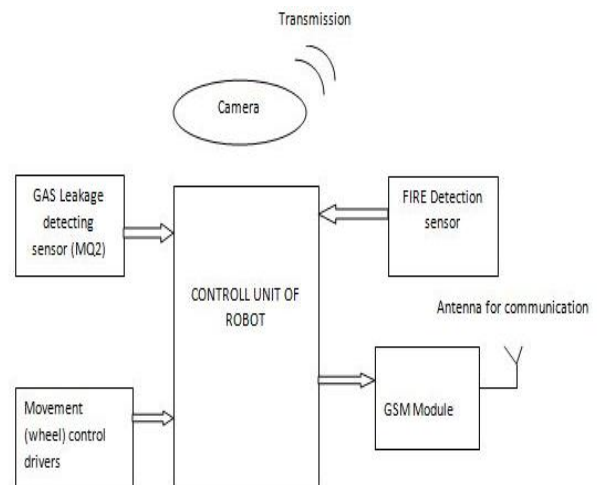 Transmission
Camera
GAS Leakage
detecting
sensor (MQ2)
FIRE Detection
sensor
CONTROLL UNIT OF
ROBOT
Antenna for communication
GSM Module
Movement
(wheel) control
drivers